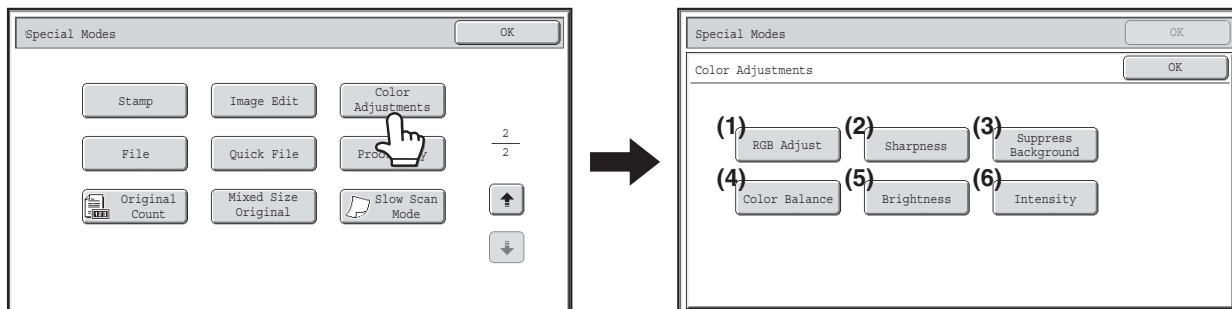 Special Modes
OK
Stamp
Image Edit
Color
Adjustments
File
Quick File
2
2
Original
Count
Mixed Size
Original
Slow Scan
Mode
Special Modes
OK
Color Adjustments
OK
(1)
RGB Adjust
(2)
Sharpness
(3)
Suppress
Background
(4)
Color Balance
(5)
Brightness
(6)
Intensity